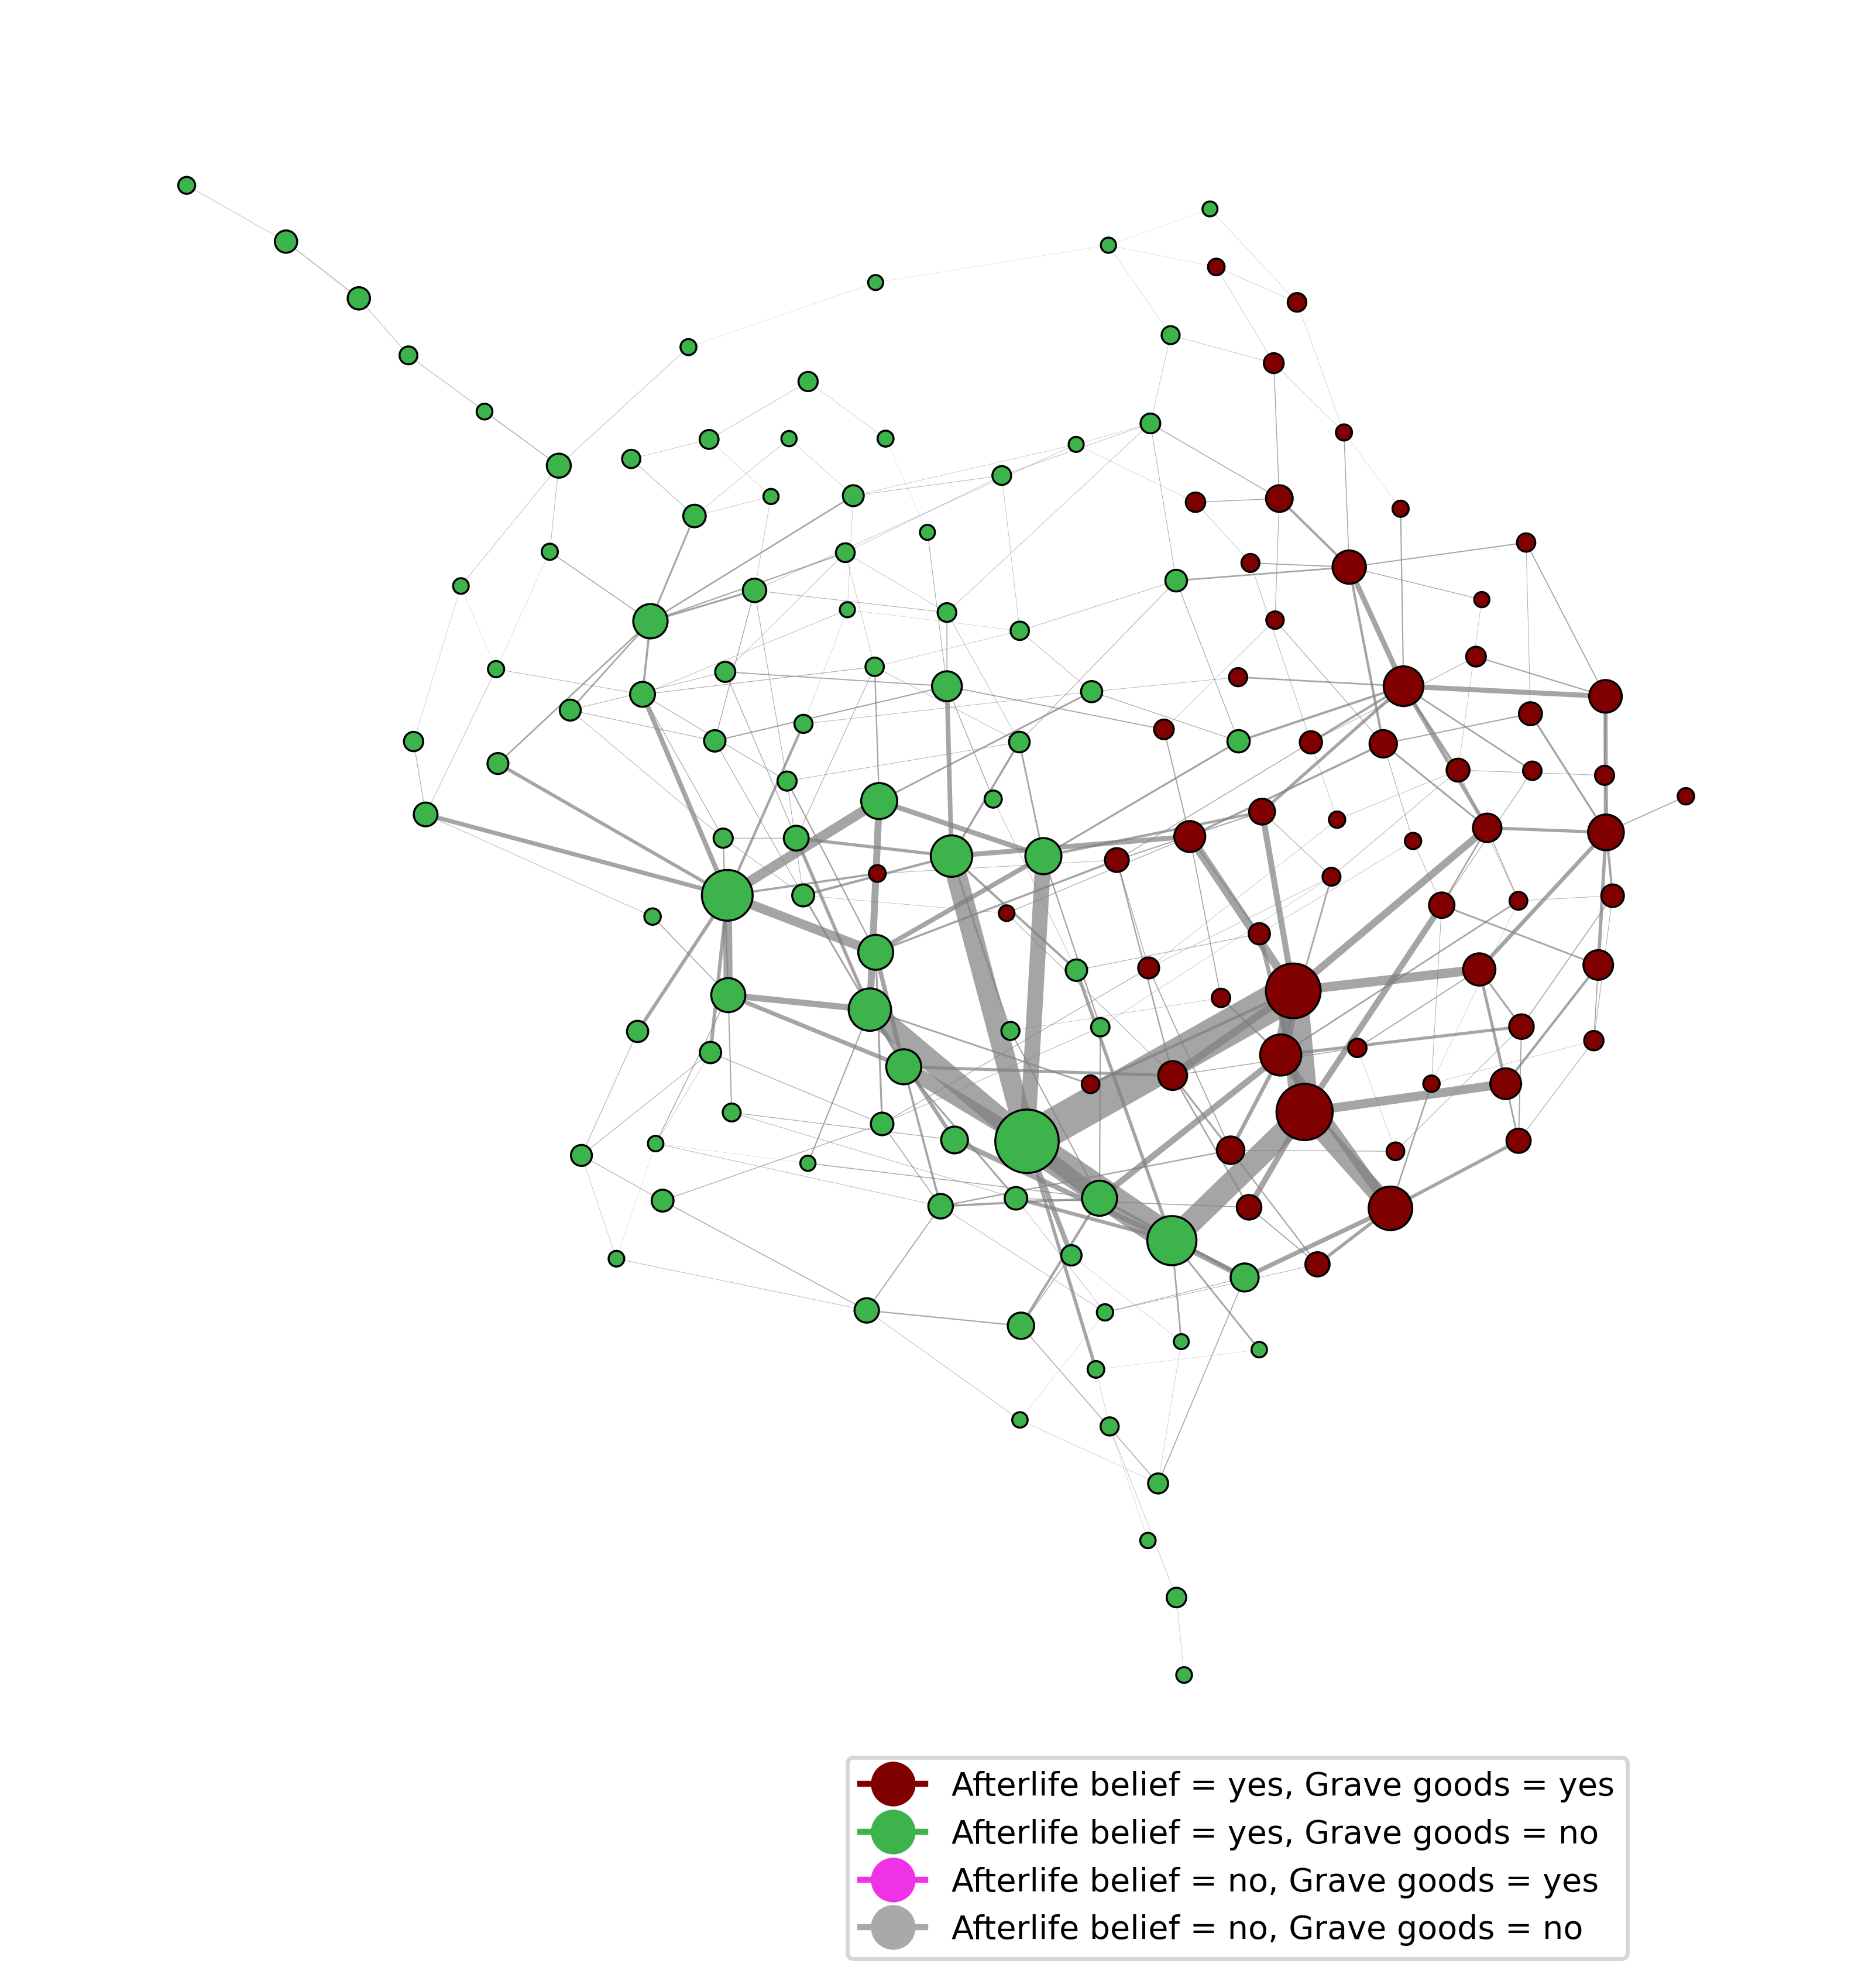 Afterlife belief = yes, Grave goods = yes
Afterlife belief = yes, Grave goods = no
Afterlife belief = no, Grave goods = yes
Afterlife belief = no, Grave goods = no